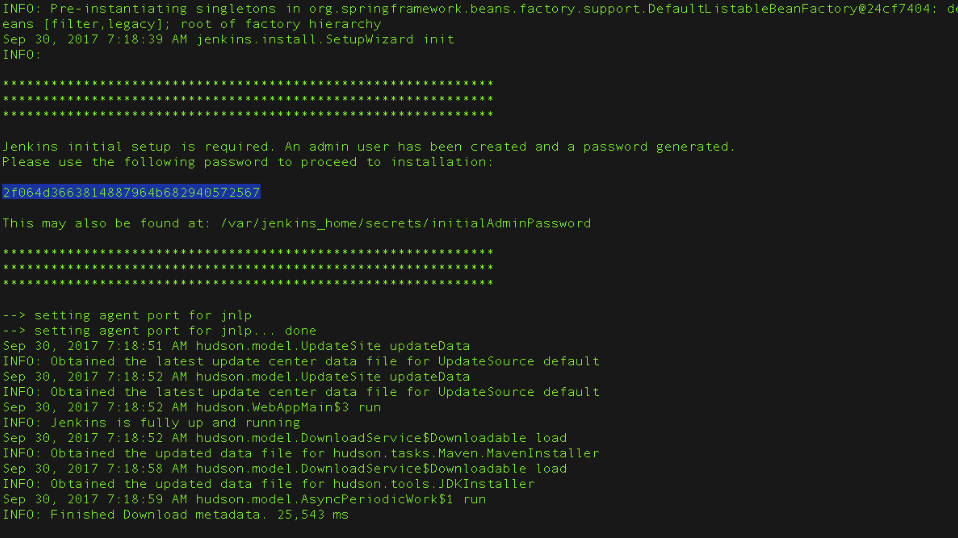 INFO: Pre-instantiating singletons in org.springframework.beans.factory.support.DefaultListableBeanFactory@24cf7404: de
eans [filter,legacy]; root of factory hierarchy
Sep 30, 2017 7:18:39 AM jenkins.install.SetupWizard init
INFO:
*************************************************************
*************************************************************
*************************************************************
Jenkins initial setup is required. An admin user has been created and a password generated.
Please use the following password to proceed to installation:
2f064d3663814887964b682940572567
This may also be found at: /var/jenkins_home/secrets/initialAdminPassword
*************************************************************
*************************************************************
*************************************************************
--> setting agent port for jnlp
--> setting agent port for jnlp... done
Sep 30, 2017 7:18:51 AM hudson.model.UpdateSite updateData
INFO: Obtained the latest update center data file for UpdateSource default
Sep 30, 2017 7:18:52 AM hudson.model.UpdateSite updateData
INFO: Obtained the latest update center data file for UpdateSource default
Sep 30, 2017 7:18:52 AM hudson.WebAppMain$3 run
INFO: Jenkins is fully up and running
Sep 30, 2017 7:18:52 AM hudson.model.DownloadService$Downloadable load
INFO: Obtained the updated data file for hudson.tasks.Maven.MavenInstaller
Sep 30, 2017 7:18:58 AM hudson.model.DownloadService$Downloadable load
INFO: Obtained the updated data file for hudson.tools.JDKInstaller
Sep 30, 2017 7:18:59 AM hudson.model.AsyncPeriodicWork$1 run
INFO: Finished Download metadata. 25,543 ms